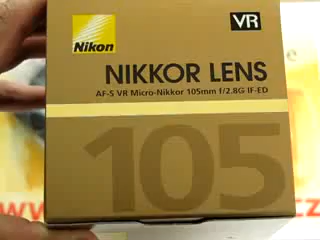 VR
Nikon
NIKKOR LENS
AF-S VR Micro-Nikkor 105mm f/2.8G IF-ED
105